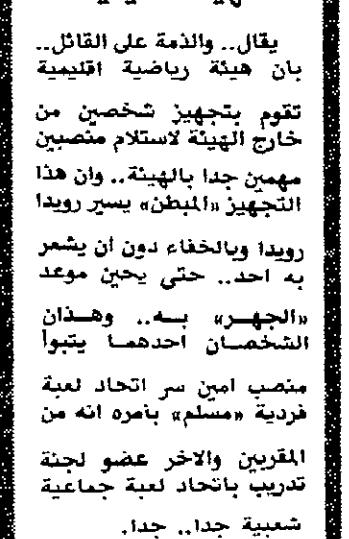 يقال.. والذمة على القائل..
بان هيئة رياضية اقليمية
تقوم بتجهيز شخصين من
خارج الهيئة لاستلام منصبين
مهمين جدا بالهيئة.. وان هذا
التجهيز «المبطن» يسير رويدا
رويدا وبالخفاء دون ان يشعر
به احد.. حتى يحين موعد
«الجهر» به.. وهذان
الشخصان احدهما يتبوأ
منصب امين سر اتحاد لعبة
فردية «مسلم» بأمره انه من
المقربين والاخر عضو لجنة
تدريب باتحاد لعبة جماعية
شعبية جدا.. جدا.